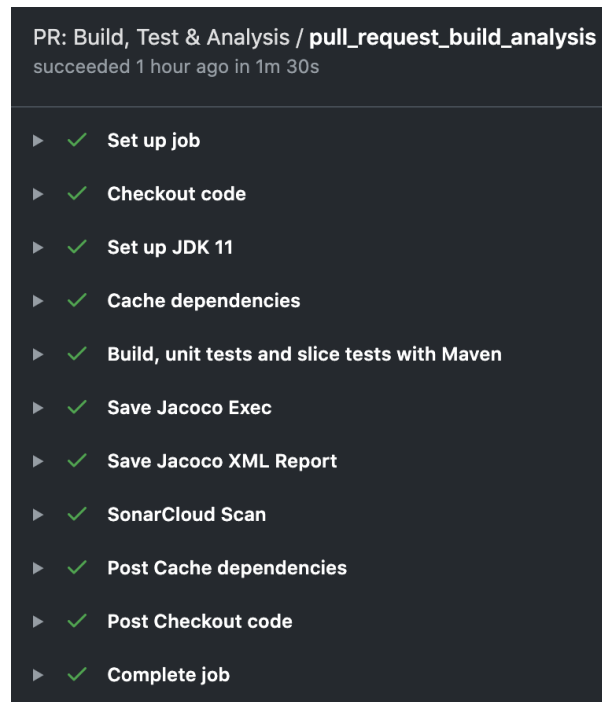 PR: Build, Test & Analysis / pull_request_build_analysis
succeeded 1 hour ago in 1m 30s
Set up job
Checkout code
Set up JDK 11
Cache dependencies
Build, unit tests and slice tests with Maven
Save Jacoco Exec
Save Jacoco XML Report
SonarCloud Scan
Post Cache dependencies
Post Checkout code
Complete job